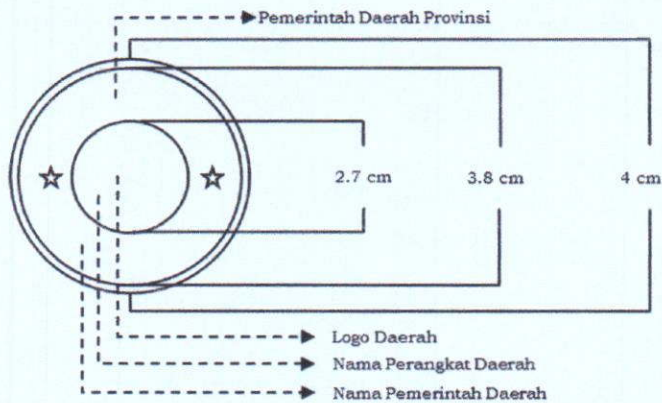 Pemerintah Daerah Provinsi
2.7 cm
3.8 cm
4 cm
Logo Daerah
Nama Perangkat Daerah
Nama Pemerintah Daerah